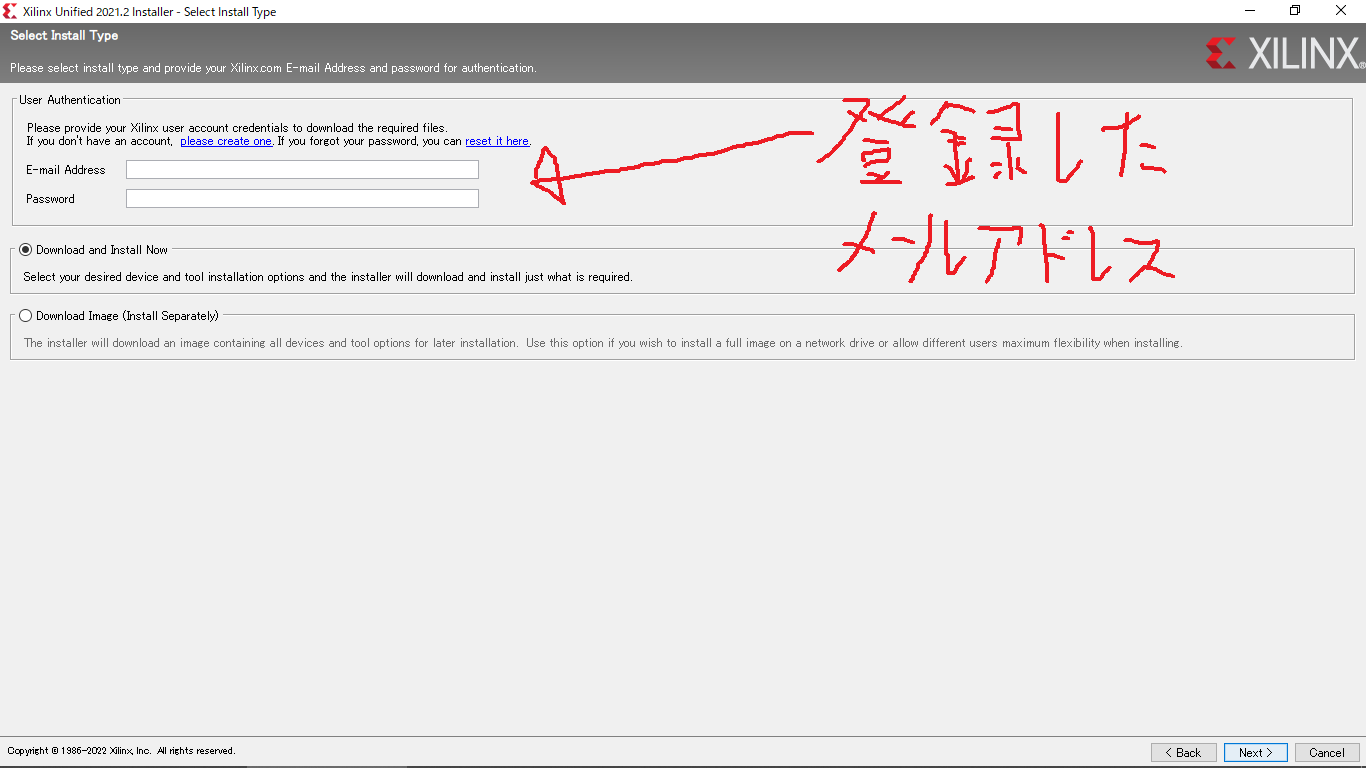 Xilinx Unified 2021.2 Installer - Select Install Type
Select Install Type
Please select install type and provide your Xilinx.com E-mail Address and password for authentication.
XILINX®
User Authentication
Please provide your Xilinx user account credentials to download the required files.
If you don't have an account, please create one. If you forgot your password, you can reset it here.
E-mail Address
Password
登録した
メールアドレス
Download and Install Now
Select your desired device and tool installation options and the installer will download and install just what is required.
Download Image (Install Separately)
The installer will download an image containing all devices and tool options for later installation. Use this option if you wish to install a full image on a network drive or allow different users maximum flexibility when installing.
Copyright © 1986-2022 Xilinx, Inc. All rights reserved.
< Back
Next >
Cancel